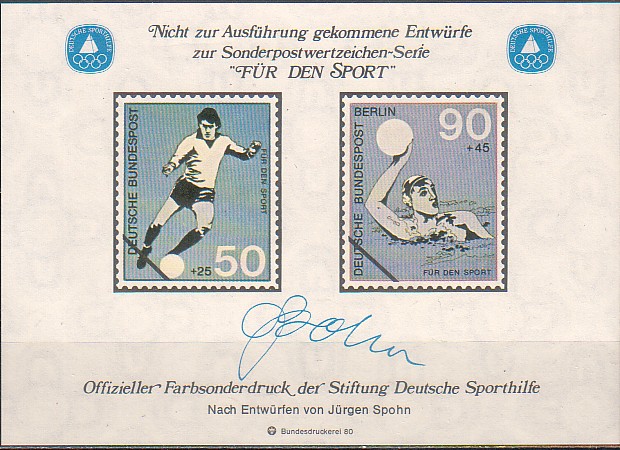 Nicht zur Ausführung gekommene Entwürfe
zur Sonderpostwertzeichen-Serie
"FÜR DEN SPORT"
DEUTSCHE SPORTHILFE
DEUTSCHE SPORTHILFE
DEUTSCHE BUNDESPOST
FÜR DEN SPORT
+25 50
BERLIN
90
+45
DEUTSCHE BUNDESPOST
FÜR DEN SPORT
Spohn
Offizieller Farbsonderdruck der Stiftung Deutsche Sporthilfe
Nach Entwürfen von Jürgen Spohn
Bundesdruckerei 80